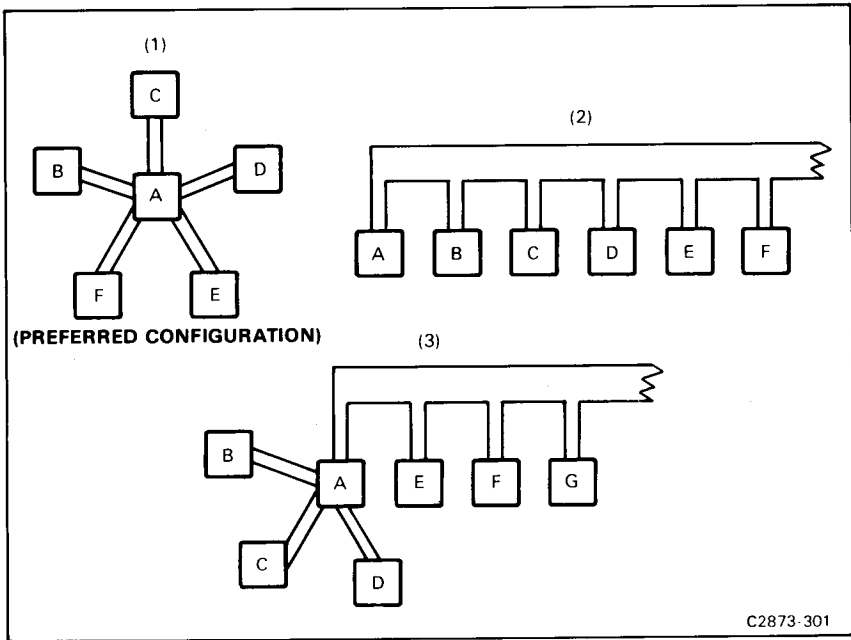 (1)
C
B
D
A
F
E
(PREFERRED CONFIGURATION)
(2)
A B C D E F
(3)
B
A E F G
C
D
C2873-301